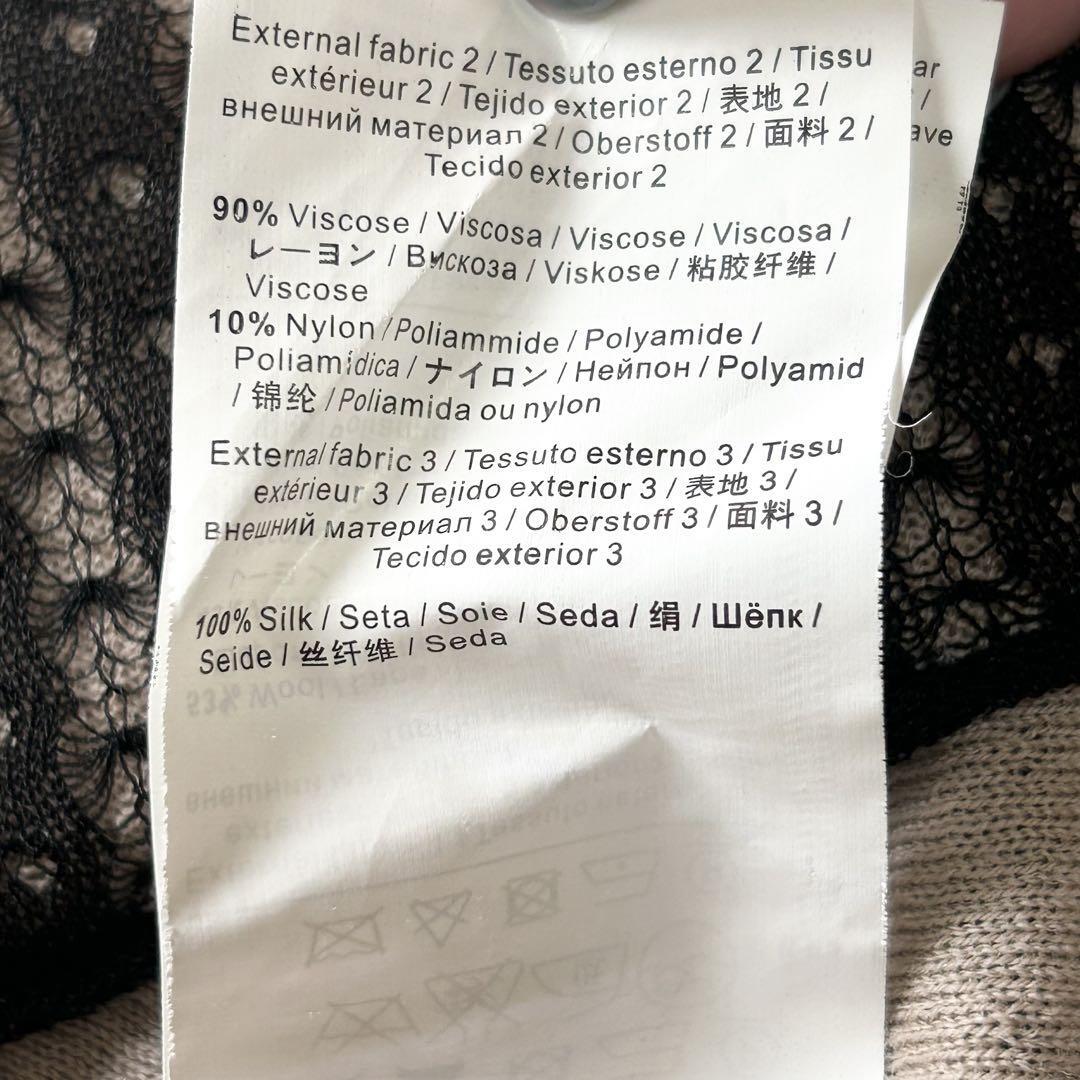 External fabric 2 / Tessuto esterno 2 / Tissu
extérieur 2 / Tejido exterior 2 / 表地 2 /
внешний материал 2 / Oberstoff 2 / 面料 2 /
Tecido exterior 2
90% Viscose / Viscosa / Viscose / Viscosa /
レーヨン / Вискоза / Viskose / 粘胶纤维 /
Viscose
10% Nylon / Poliammide / Polyamide /
Poliamídica / ナイロン / Нейпон / Polyamid
/ 锦纶 / Poliamida ou nylon
External fabric 3 / Tessuto esterno 3 / Tissu
extérieur 3 / Tejido exterior 3 / 表地 3 /
внешний материал 3 / Oberstoff 3 / 面料 3 /
Tecido exterior 3
100% Silk / Seta / Soie / Seda / 绢 / Шёпк /
Seide / 丝纤维 / Seda